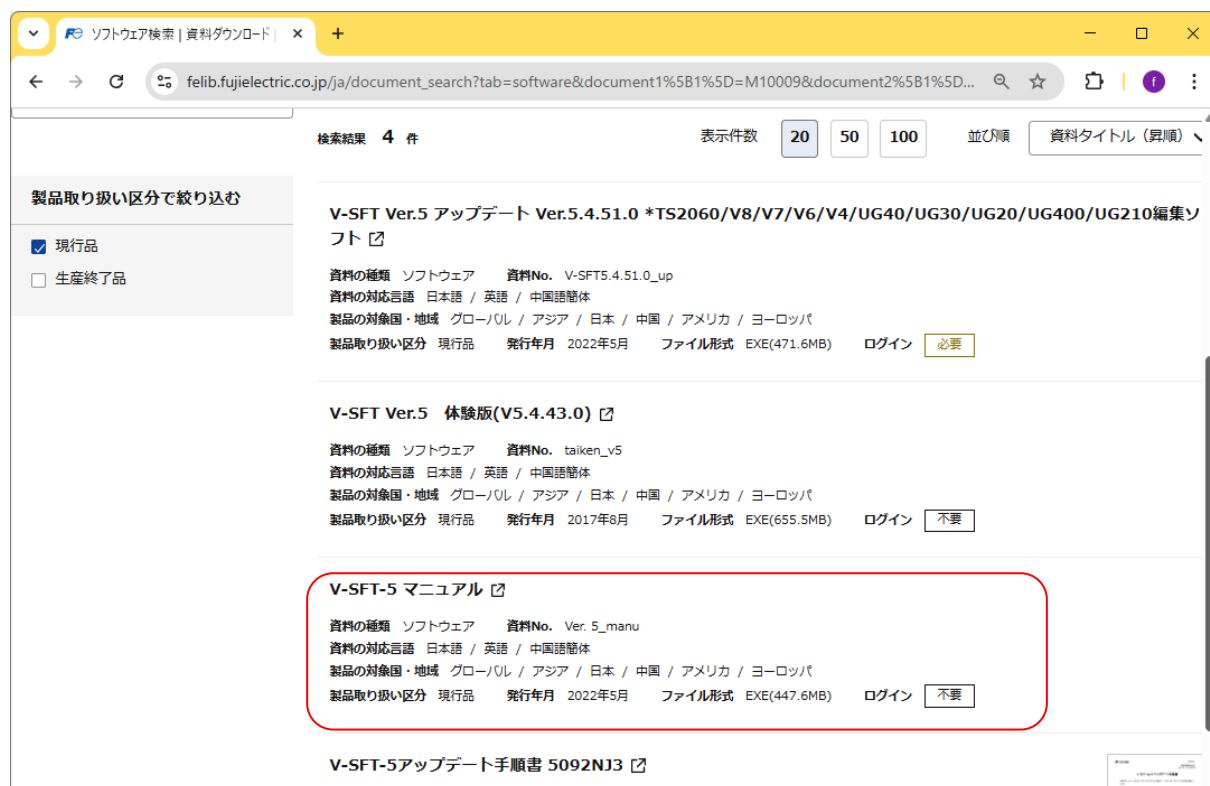 ソフトウェア検索 | 資料ダウンロード |
felib.fujielectric.co.jp/ja/document_search?tab=software&document1%5B1%5D=M10009&document2%5B1%5D...
f
検索結果 4 件
表示件数 20 50 100 並び順 資料タイトル（昇順）
製品取り扱い区分で絞り込む
現行品
生産終了品
V-SFT Ver.5 アップデート Ver.5.4.51.0 *TS2060/V8/V7/V6/V4/UG40/UG30/UG20/UG400/UG210編集ソ
フト
資料の種類 ソフトウェア 資料No. V-SFT5.4.51.0_up
資料の対応言語 日本語 / 英語 / 中国語簡体
製品の対象国・地域 グローバル / アジア / 日本 / 中国 / アメリカ / ヨーロッパ
製品取り扱い区分 現行品 発行年月 2022年5月 ファイル形式 EXE(471.6MB) ログイン 必要
V-SFT Ver.5　体験版(V5.4.43.0)
資料の種類 ソフトウェア 資料No. taiken_v5
資料の対応言語 日本語 / 英語 / 中国語簡体
製品の対象国・地域 グローバル / アジア / 日本 / 中国 / アメリカ / ヨーロッパ
製品取り扱い区分 現行品 発行年月 2017年8月 ファイル形式 EXE(655.5MB) ログイン 不要
V-SFT-5 マニュアル
資料の種類 ソフトウェア 資料No. Ver. 5_manu
資料の対応言語 日本語 / 英語 / 中国語簡体
製品の対象国・地域 グローバル / アジア / 日本 / 中国 / アメリカ / ヨーロッパ
製品取り扱い区分 現行品 発行年月 2022年5月 ファイル形式 EXE(447.6MB) ログイン 不要
V-SFT-5アップデート手順書 5092NJ3